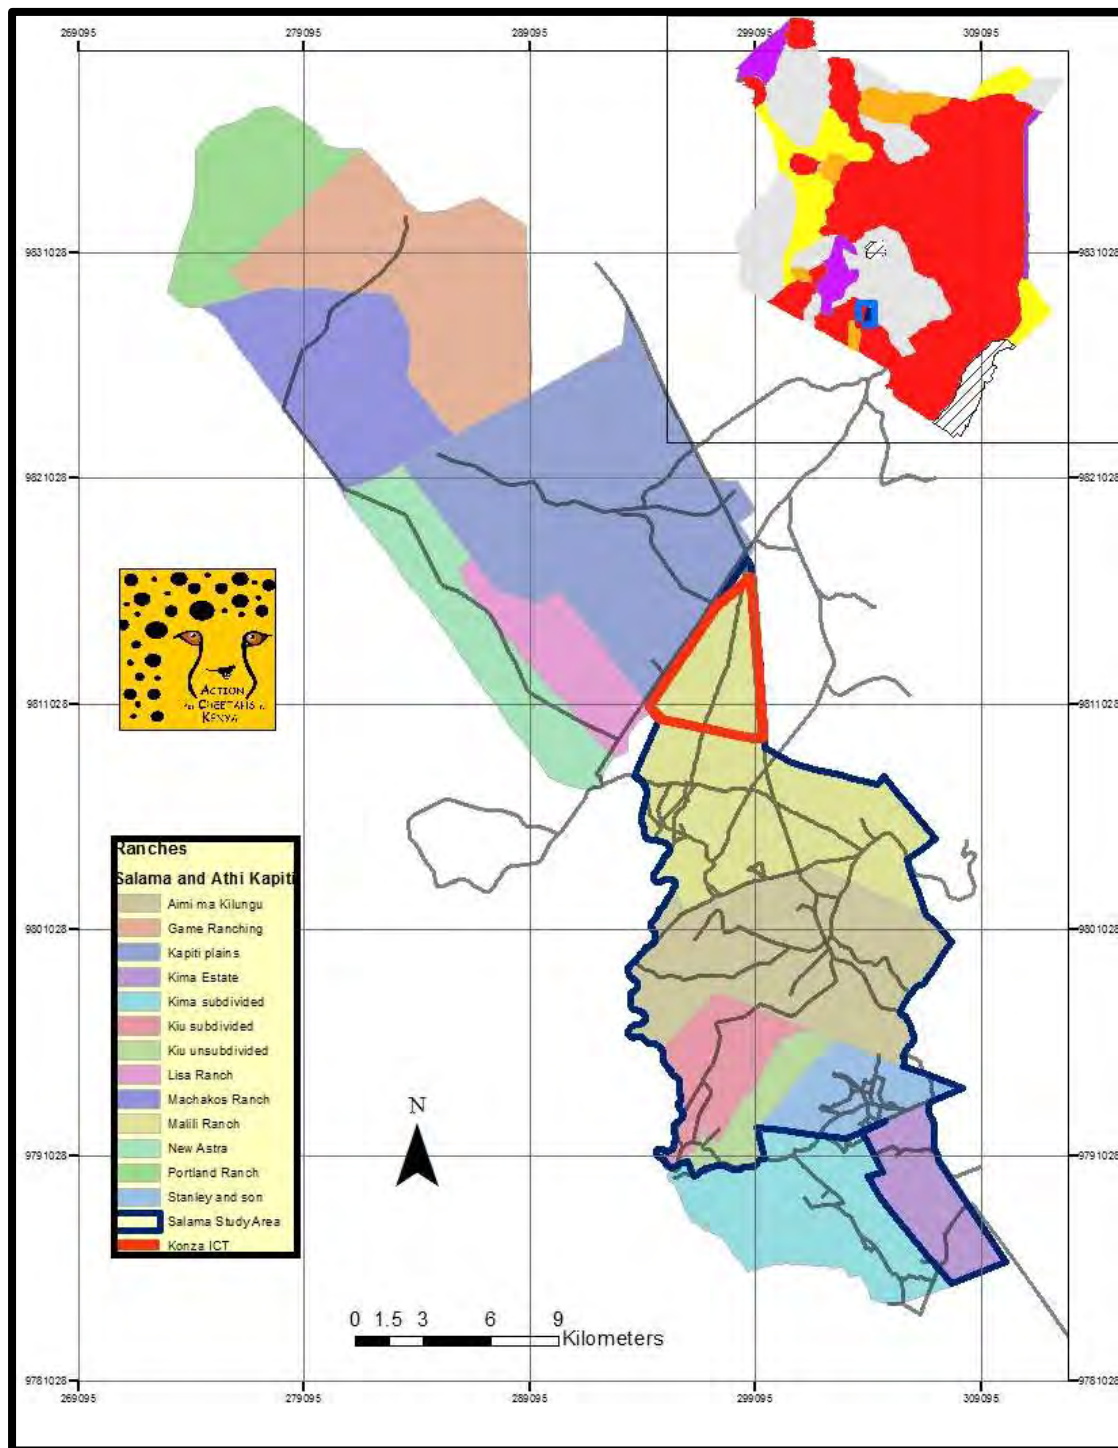 269095 279095 289095 299095 309095
9831028 9831028
9821028 9821028
ACTION
CHEETAHS
KENYA
9811028 9811028
Ranches
Salama and Athi Kapiti
Aimi ma Kilungu
Game Ranching
Kapiti plains
Kima Estate
Kima subdivided
Kiu subdivided
Kiu unsubdivided
Lisa Ranch
Machakos Ranch
Malili Ranch
New Astra
Portland Ranch
Stanley and son
Salama Study Area
Konza ICT
9801028 9801028
N
9791028 9791028
0 1.5 3 6 9
Kilometers
9781028 9781028
269095 279095 289095 299095 309095